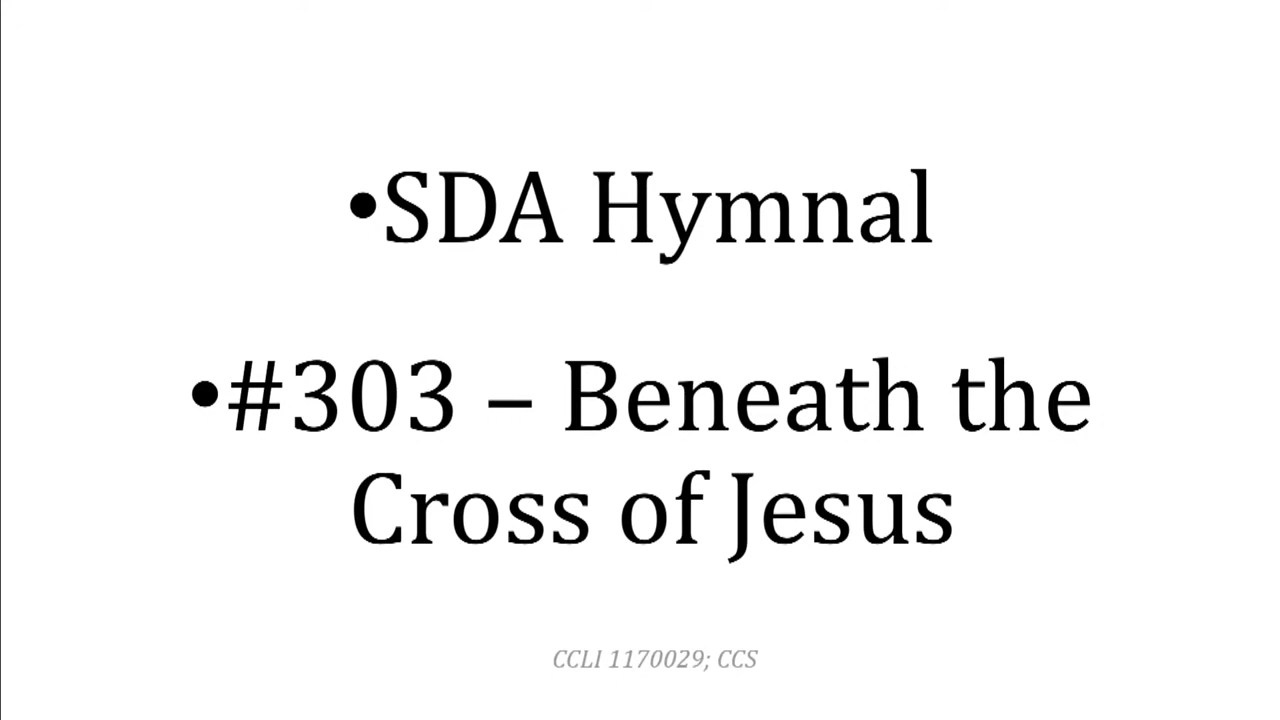 •SDA Hymnal
•#303 – Beneath the
Cross of Jesus
CCLI 1170029; CCS